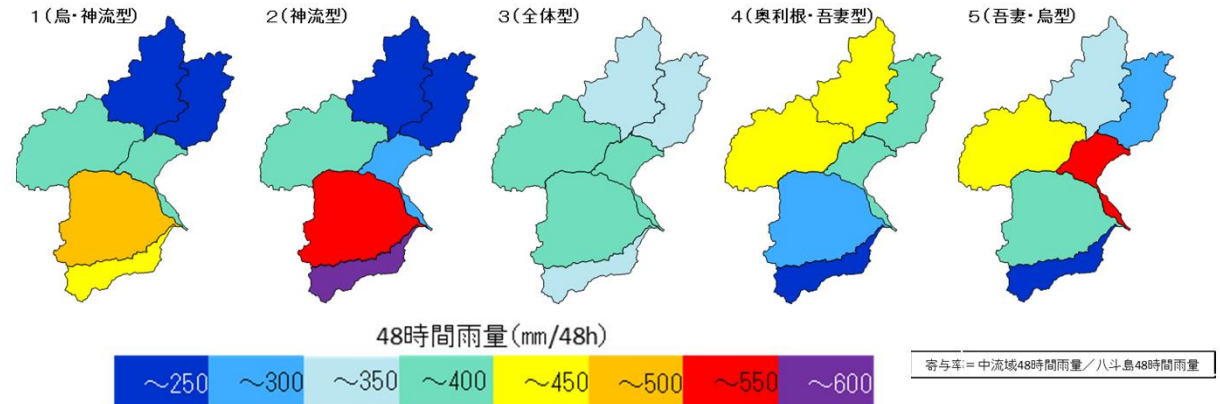 1(烏・神流型)
2(神流型)
3(全体型)
4(奥利根・吾妻型)
5(吾妻・烏型)
48時間雨量(mm/48h)
～250 ～300 ～350 ～400 ～450 ～500 ～550 ～600
寄与率=中流域48時間雨量／八斗島48時間雨量